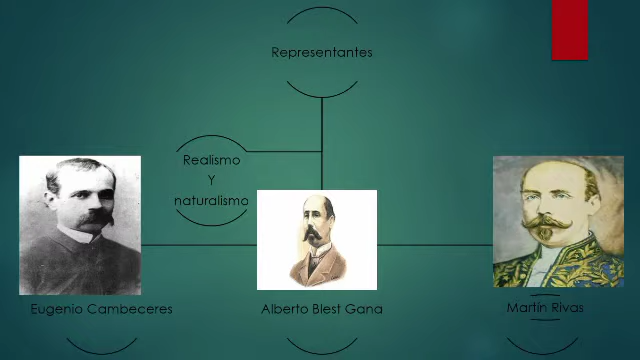 Representantes
Realismo
Y
naturalismo
Eugenio Cambeceres
Alberto Blest Gana
Martín Rivas